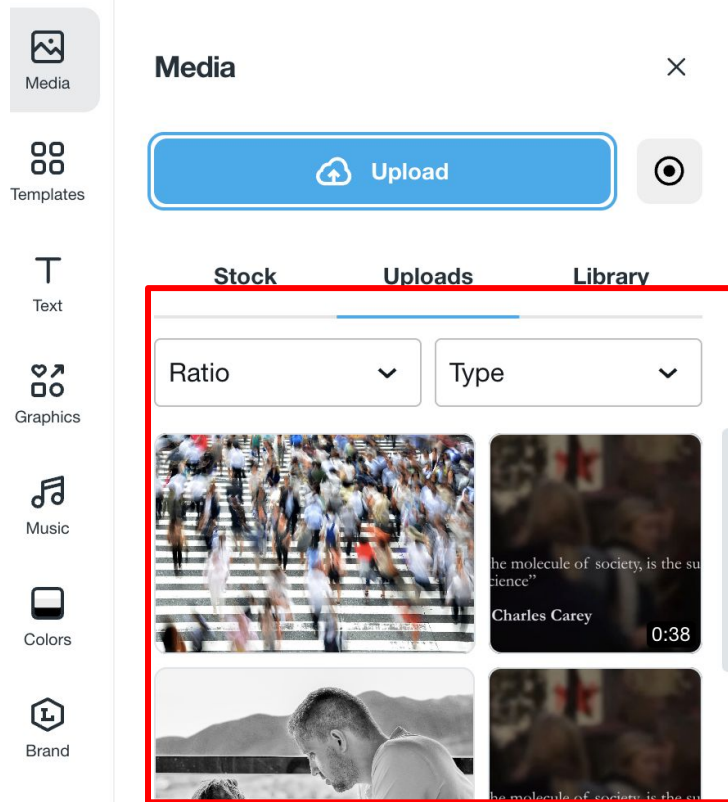 Media
Media
Upload
Templates
Stock Uploads Library
Text
Ratio Type
Graphics
he molecule of society, is the su
cience”
Charles Carey
0:38
Music
Colors
Brand
he molecule of society, is the su